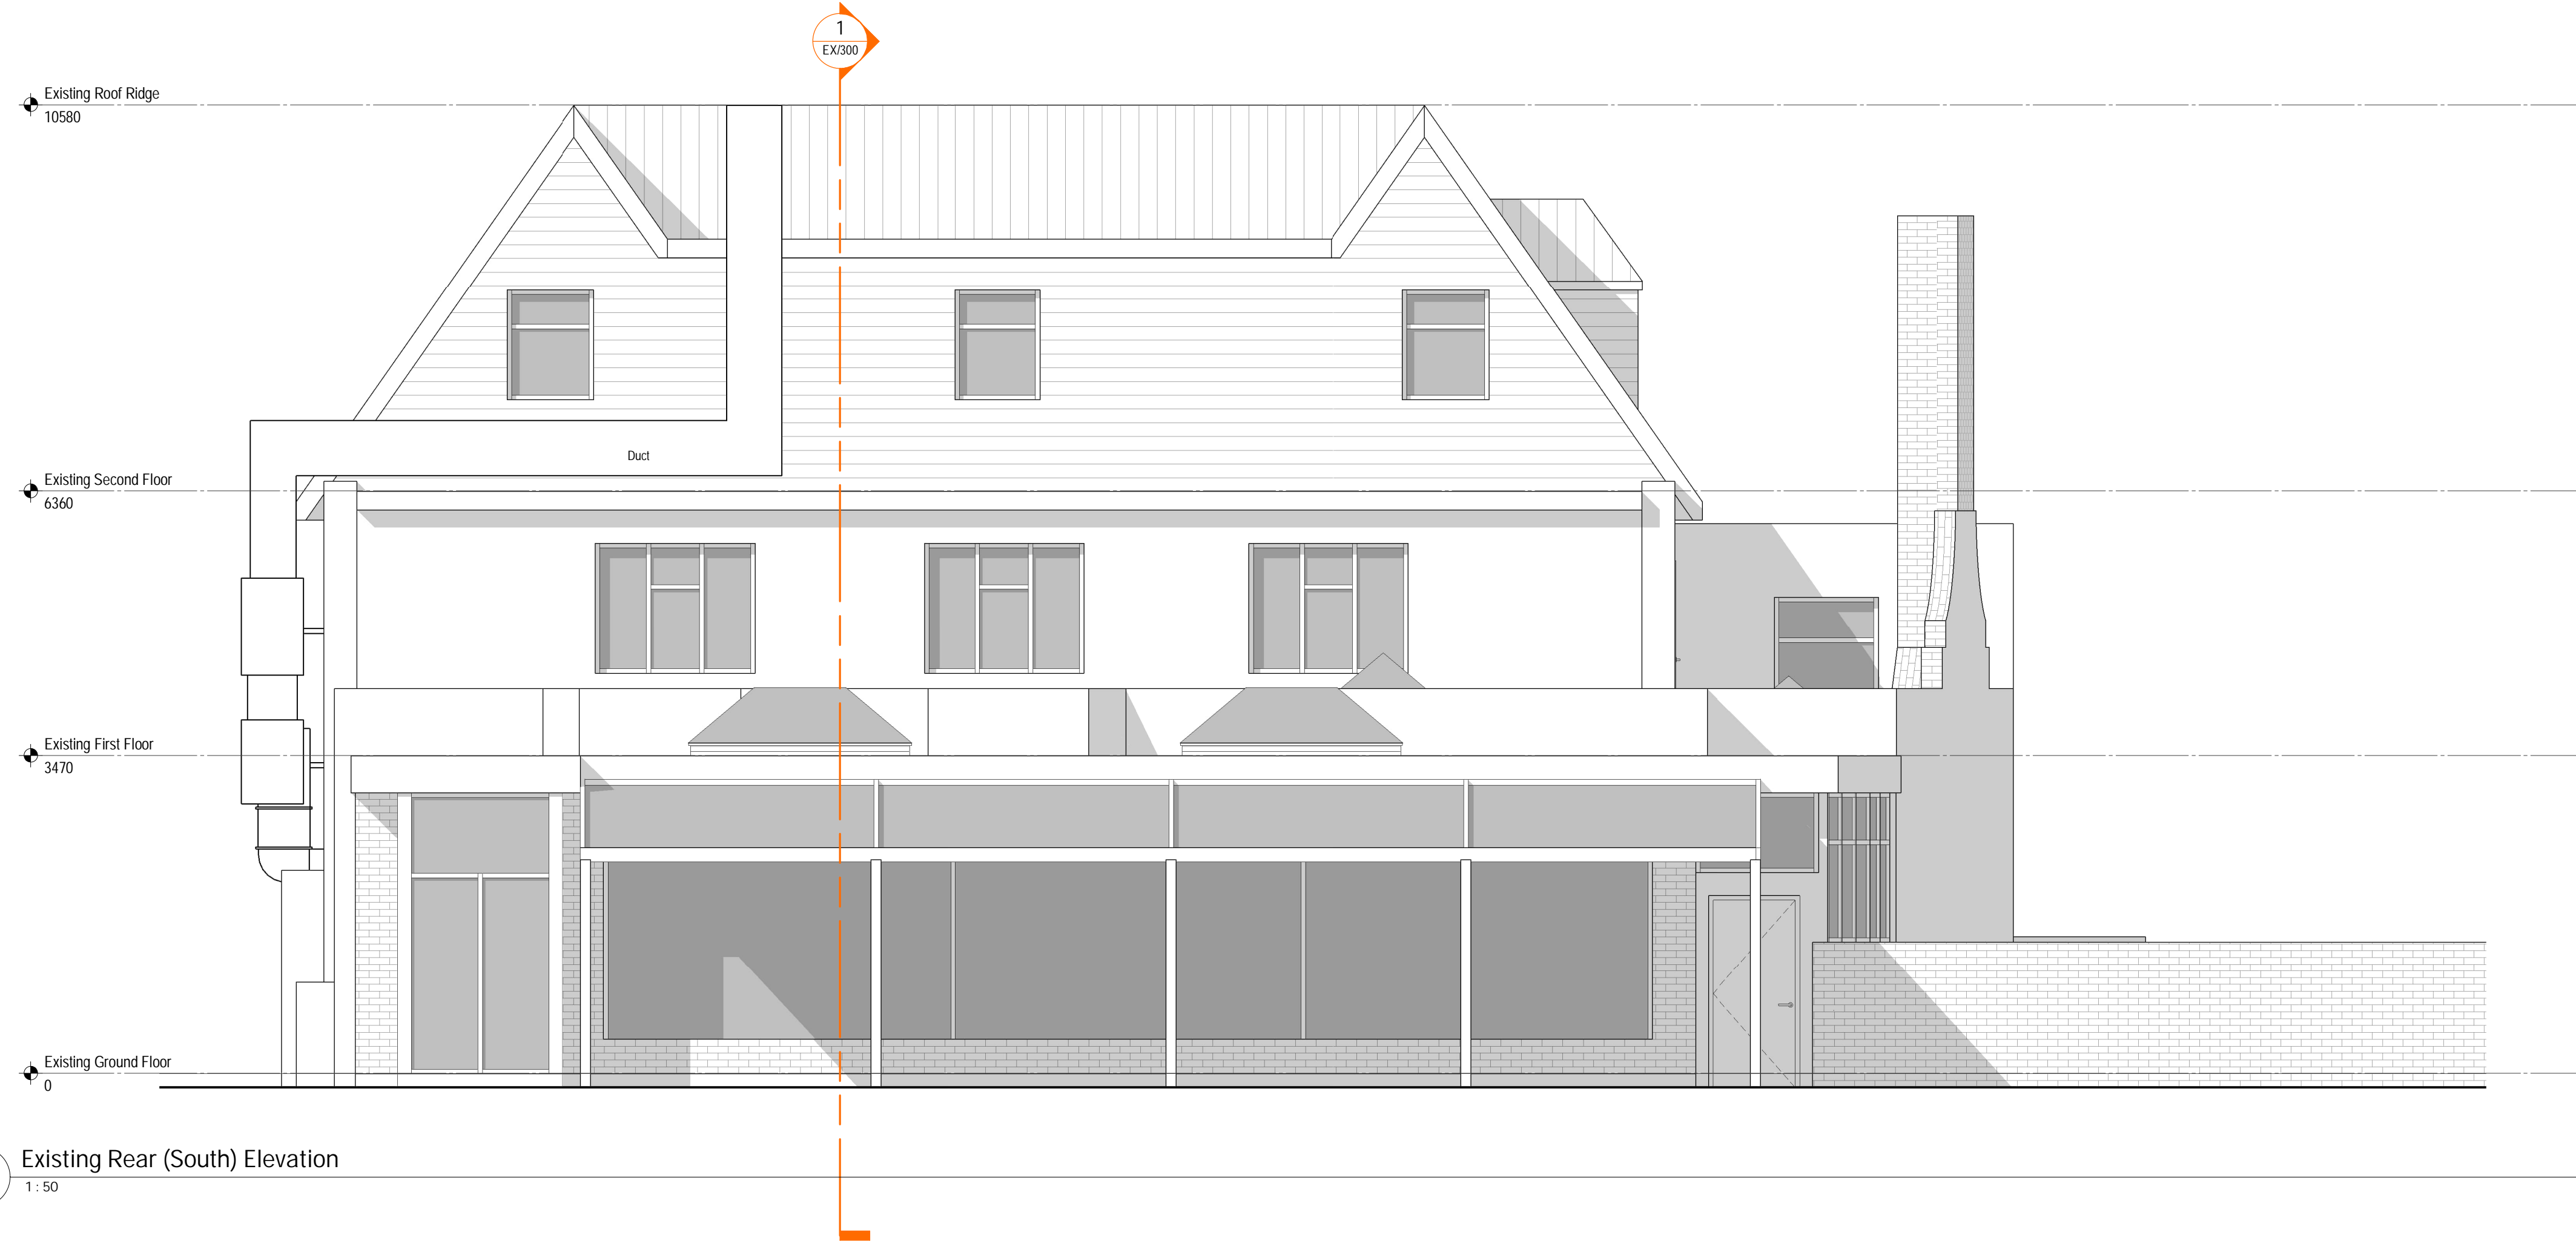 1
EX/300
Existing Roof Ridge
10580
Duct
Existing Second Floor
6360
Existing First Floor
3470
Existing Ground Floor
0
Existing Rear (South) Elevation
1 : 50